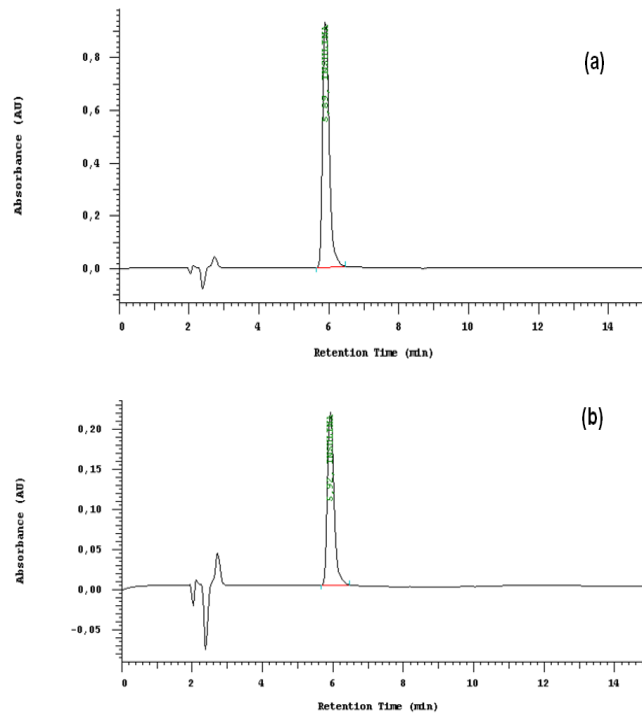 (a)
Absorbance (AU)
0,8
0,6
0,4
0,2
0,0
0 2 4 6 8 10 12 14
Retention Time (min)
(b)
Absorbance (AU)
0,20
0,15
0,10
0,05
0,00
-0,05
0 2 4 6 8 10 12 14
Retention Time (min)